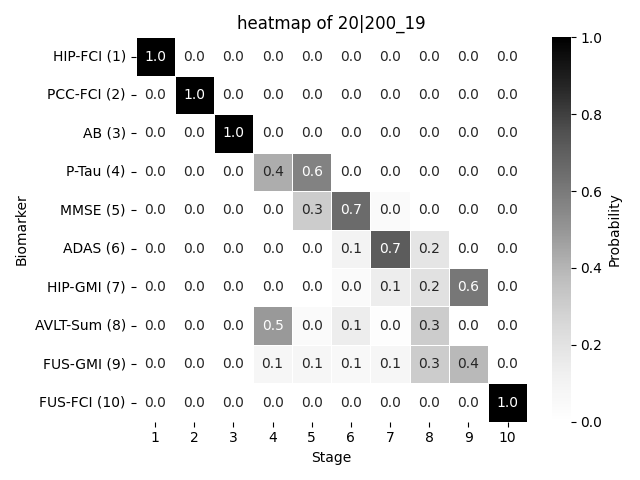 heatmap of 20|200_19
HIP-FCI (1) 1.0 0.0 0.0 0.0 0.0 0.0 0.0 0.0 0.0 0.0
PCC-FCI (2) 0.0 1.0 0.0 0.0 0.0 0.0 0.0 0.0 0.0 0.0
AB (3) 0.0 0.0 1.0 0.0 0.0 0.0 0.0 0.0 0.0 0.0
P-Tau (4) 0.0 0.0 0.0 0.4 0.6 0.0 0.0 0.0 0.0 0.0
MMSE (5) 0.0 0.0 0.0 0.0 0.3 0.7 0.0 0.0 0.0 0.0
ADAS (6) 0.0 0.0 0.0 0.0 0.0 0.1 0.7 0.2 0.0 0.0
HIP-GMI (7) 0.0 0.0 0.0 0.0 0.0 0.0 0.1 0.2 0.6 0.0
AVLT-Sum (8) 0.0 0.0 0.0 0.5 0.0 0.1 0.0 0.3 0.0 0.0
FUS-GMI (9) 0.0 0.0 0.0 0.1 0.1 0.1 0.1 0.3 0.4 0.0
FUS-FCI (10) 0.0 0.0 0.0 0.0 0.0 0.0 0.0 0.0 0.0 1.0
1 2 3 4 5 6 7 8 9 10
Stage
Biomarker
1.0
0.8
0.6
0.4
0.2
0.0
Probability